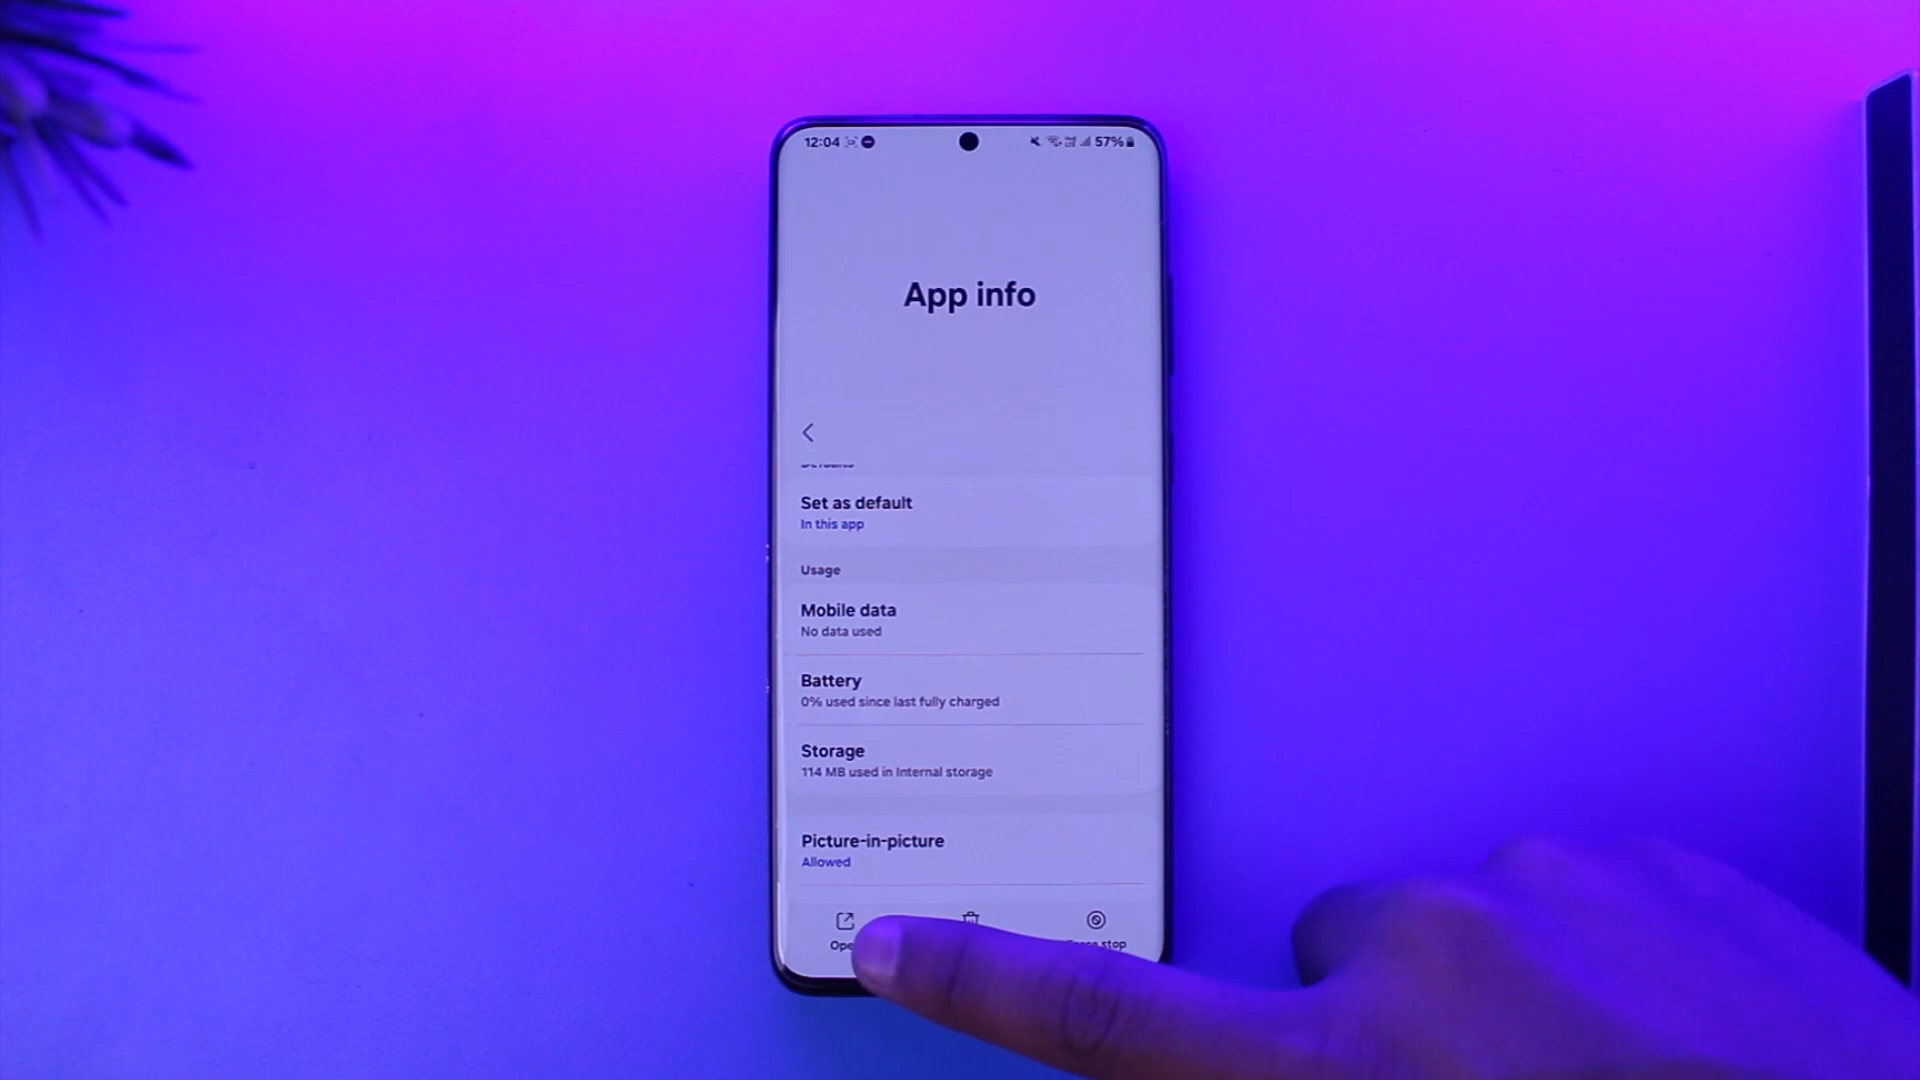 12:04 57%
App info
Set as default
In this app
Usage
Mobile data
No data used
Battery
0% used since last fully charged
Storage
114 MB used in Internal storage
Picture-in-picture
Allowed
Ope stop